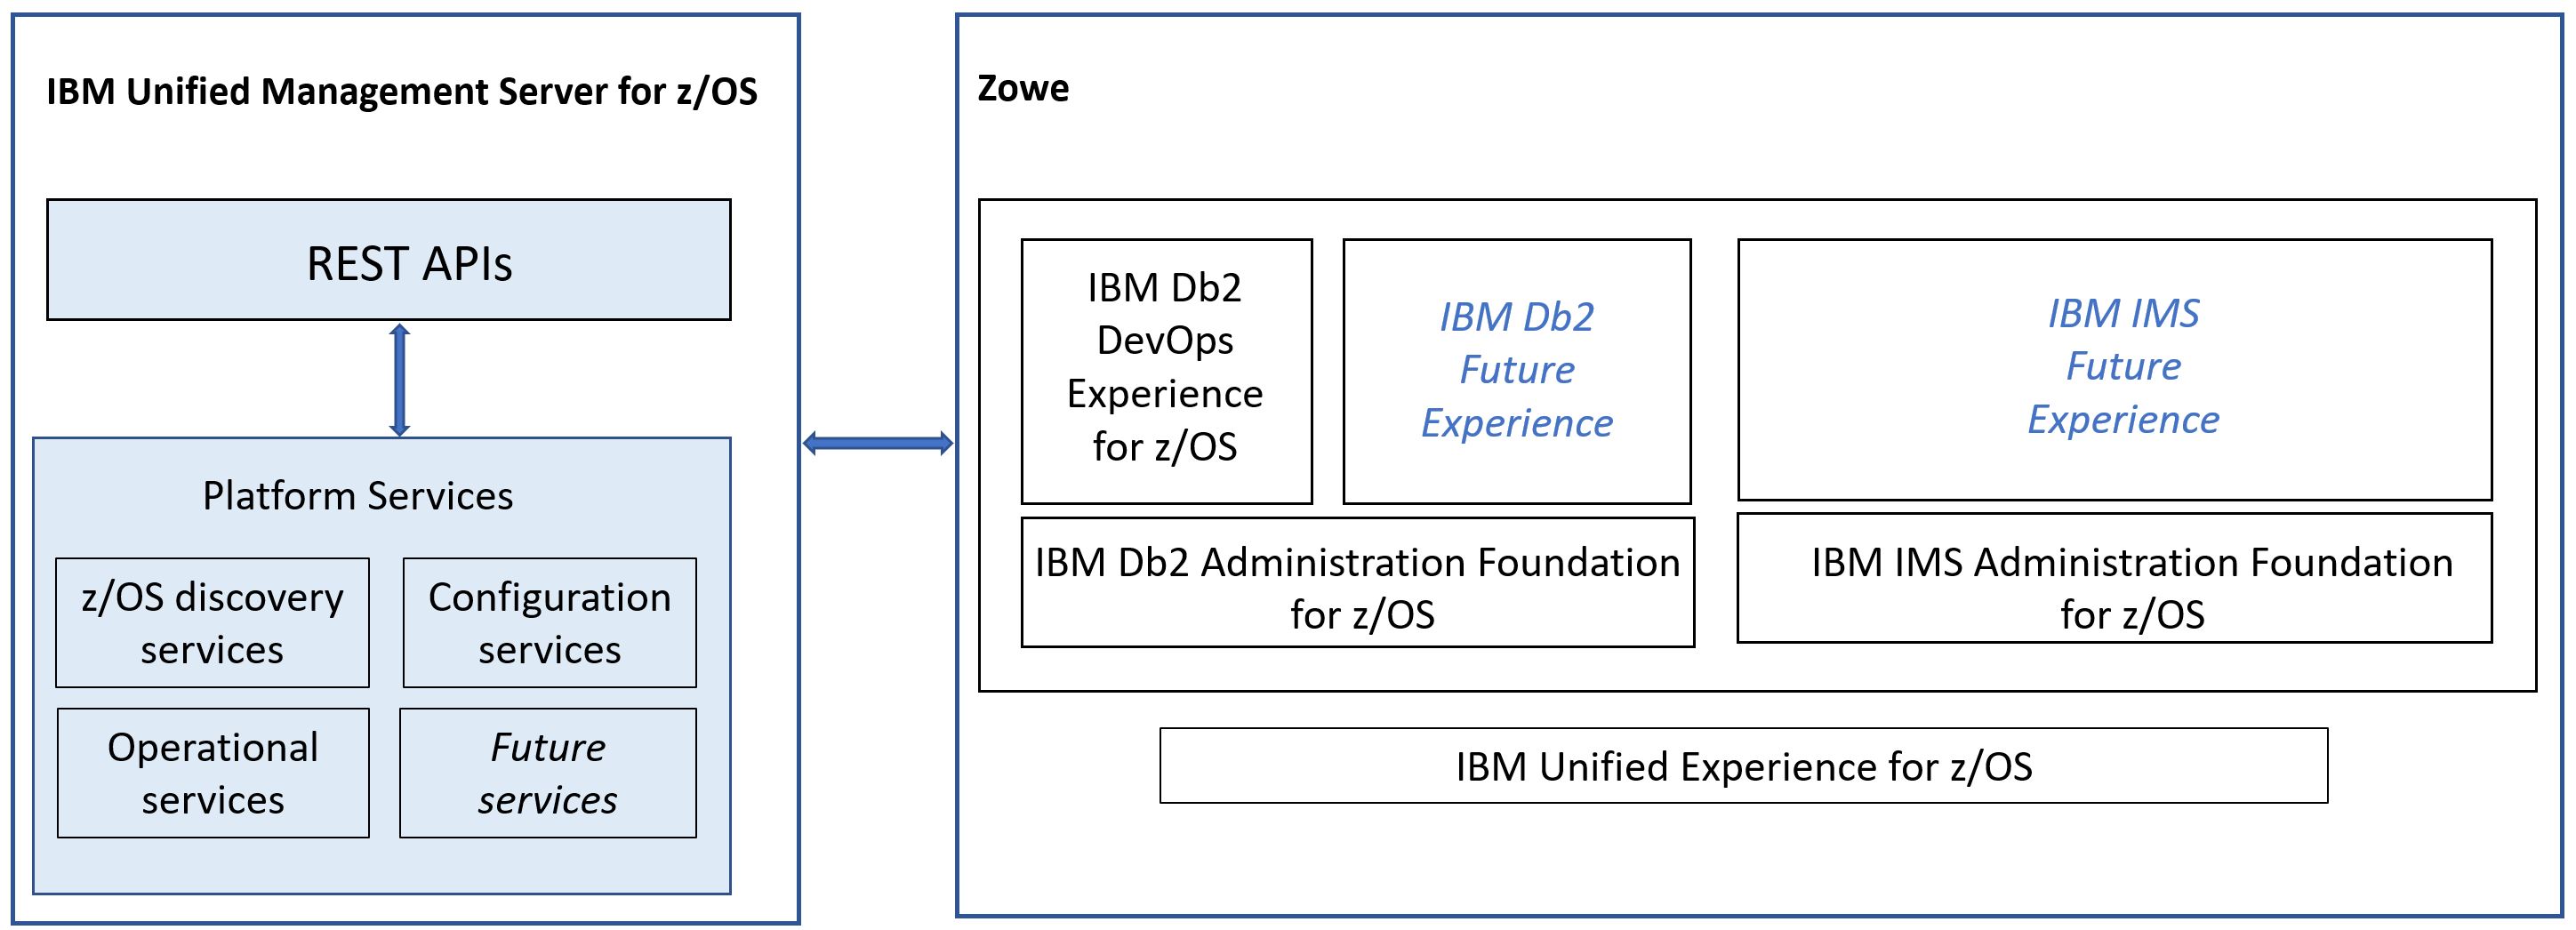 IBM Unified Management Server for z/OS
REST APIs
Platform Services
z/OS discovery
services
Configuration
services
Operational
services
Future
services
Zowe
IBM Db2
DevOps
Experience
for z/OS
IBM Db2
Future
Experience
IBM IMS
Future
Experience
IBM Db2 Administration Foundation
for z/OS
IBM IMS Administration Foundation
for z/OS
IBM Unified Experience for z/OS